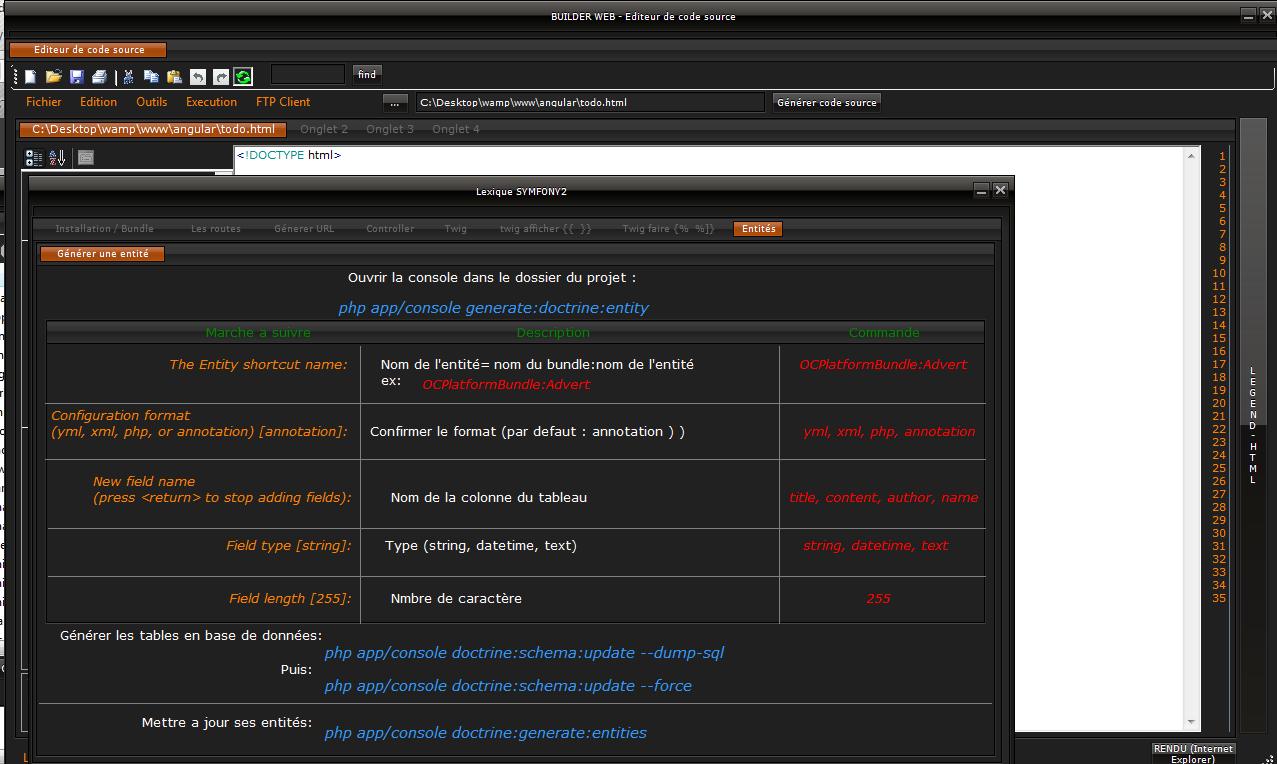 BUILDER WEB - Editeur de code source
Editeur de code source
find
Fichier Edition Outils Execution FTP Client ... C:\Desktop\wamp\www\angular\todo.html Générer code source
C:\Desktop\wamp\www\angular\todo.html Onglet 2 Onglet 3 Onglet 4
<!DOCTYPE html>
Lexique SYMFONY2
Installation / Bundle Les routes Génerer URL Controller Twig twig afficher {{ }} Twig faire {% %]} Entités
Générer une entité
Ouvrir la console dans le dossier du projet :
php app/console generate:doctrine:entity
Marche a suivre Description Commande
The Entity shortcut name: Nom de l'entité= nom du bundle:nom de l'entité OCPlatformBundle:Advert
ex: OCPlatformBundle:Advert
Configuration format
(yml, xml, php, or annotation) [annotation]: Confirmer le format (par defaut : annotation ) ) yml, xml, php, annotation
New field name
(press <return> to stop adding fields): Nom de la colonne du tableau title, content, author, name
Field type [string]: Type (string, datetime, text) string, datetime, text
Field length [255]: Nmbre de caractère 255
Générer les tables en base de données:
php app/console doctrine:schema:update --dump-sql
Puis:
php app/console doctrine:schema:update --force
Mettre a jour ses entités:
php app/console doctrine:generate:entities
1
2
3
4
5
6
7
8
9
10
11
12
13
14
15
16
17
18
19
20
21
22
23
24
25
26
27
28
29
30
31
32
33
34
35
LEGEND-HTML
RENDU (Internet
Explorer)